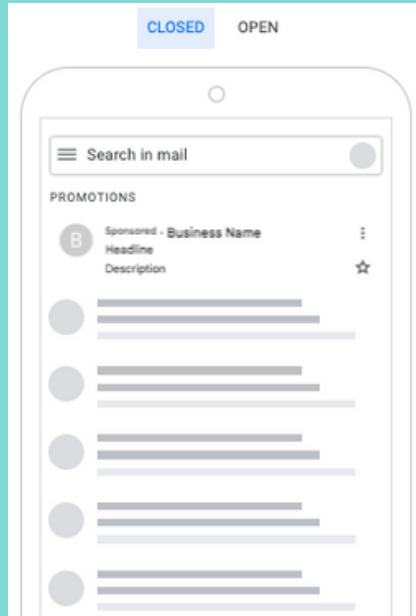 CLOSED OPEN
Search in mail
PROMOTIONS
B
Sponsored - Business Name
Headline
Description